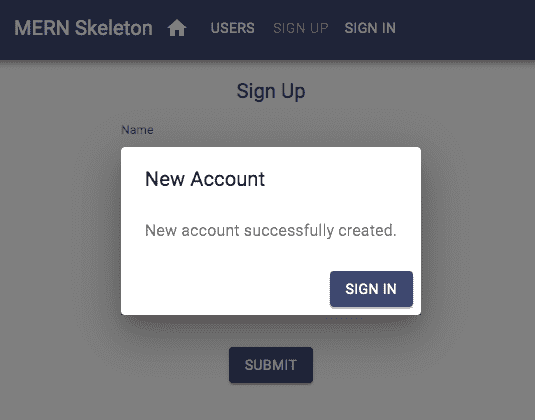 MERN Skeleton USERS SIGN UP SIGN IN
Sign Up
Name
New Account
New account successfully created.
SIGN IN
SUBMIT